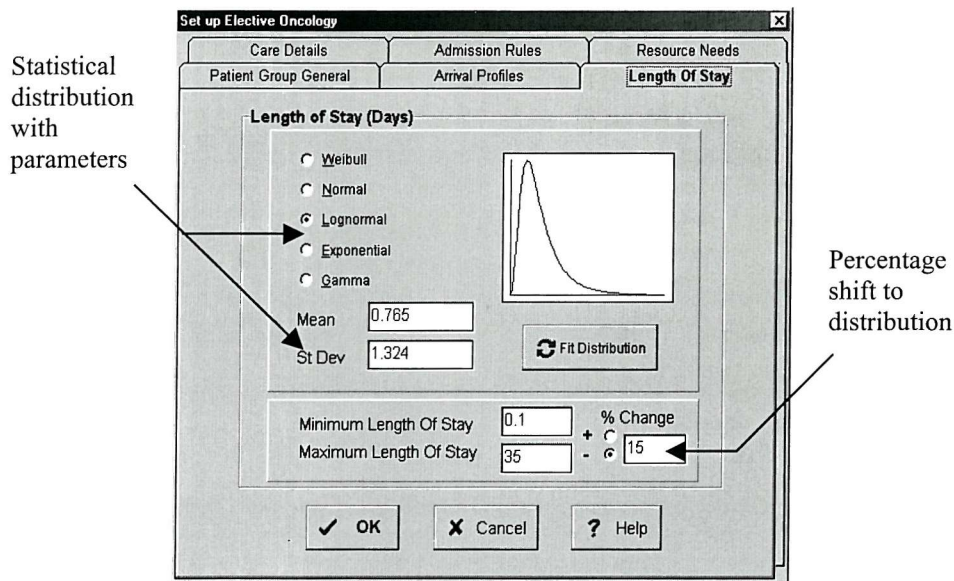 Set up Elective Oncology
Care Details
Admission Rules
Resource Needs
Patient Group General
Arrival Profiles
Length Of Stay
Statistical
distribution
with
parameters
Length of Stay (Days)
Weibull
Normal
Lognormal
Exponential
Gamma
Mean 0.765
St Dev 1.324
Fit Distribution
Percentage
shift to
distribution
Minimum Length Of Stay 0.1
Maximum Length Of Stay 35
% Change
+
- 15
OK
Cancel
? Help